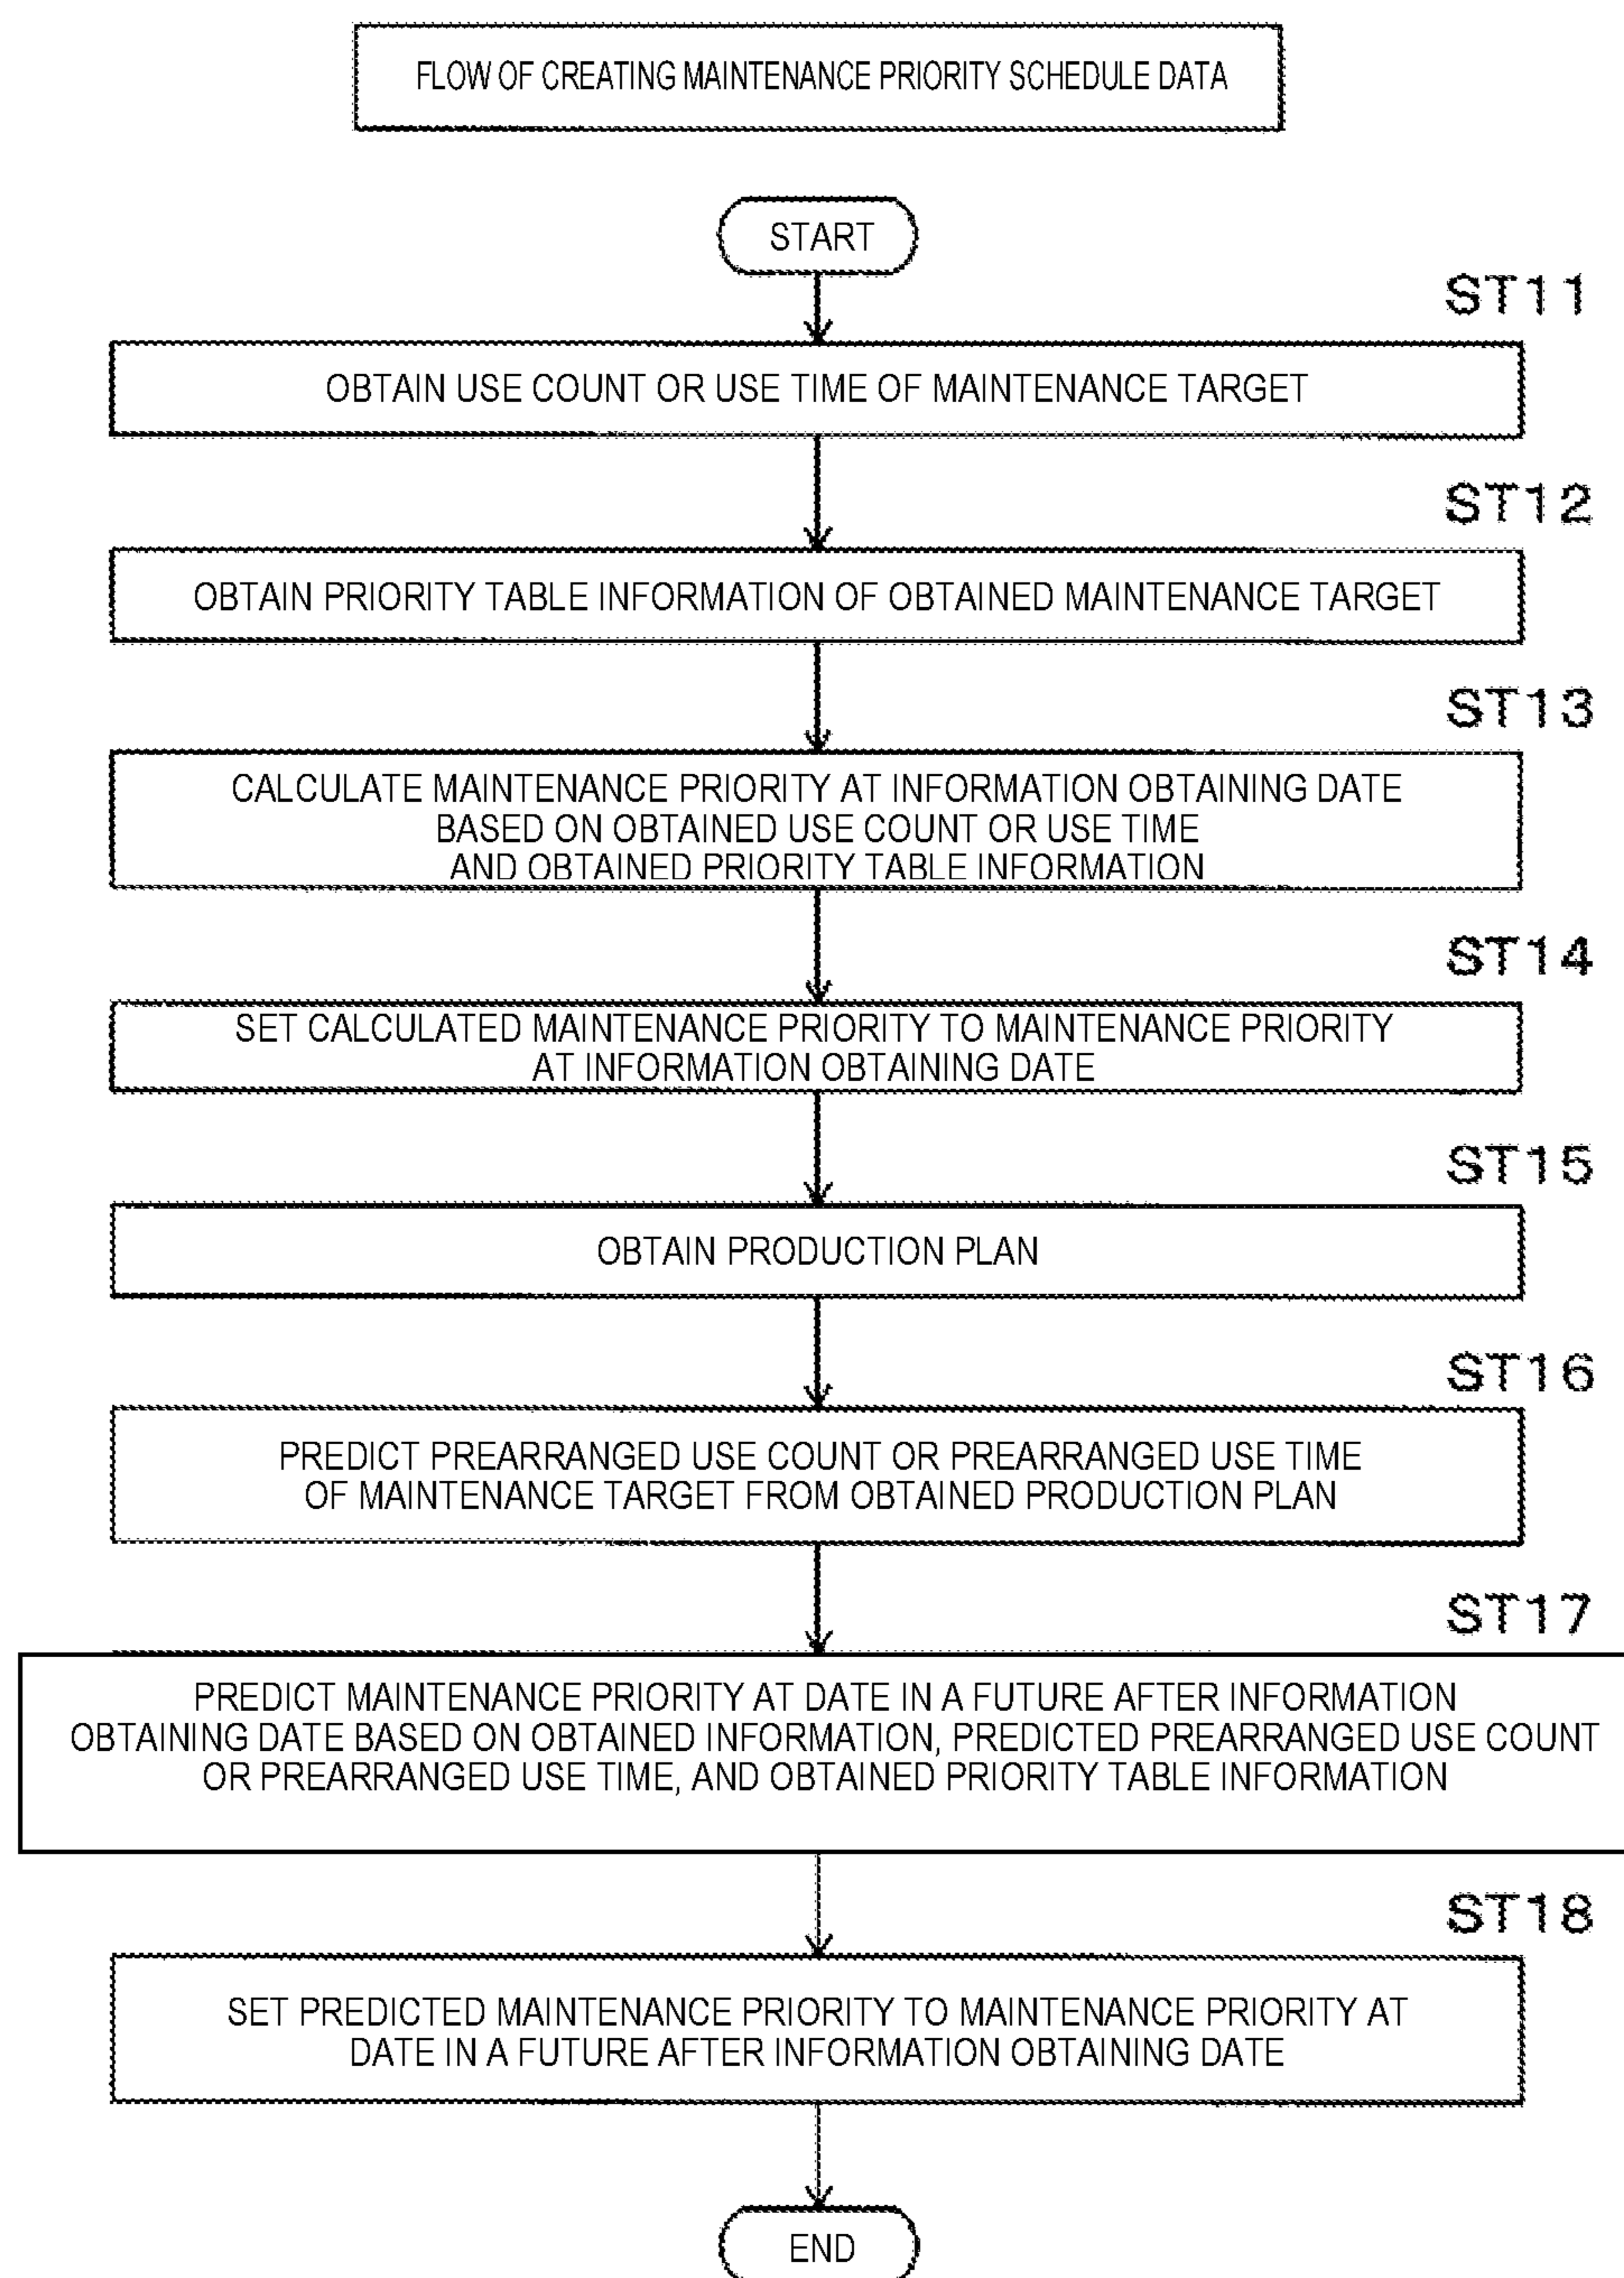 FLOW OF CREATING MAINTENANCE PRIORITY SCHEDULE DATA
START
ST11
OBTAIN USE COUNT OR USE TIME OF MAINTENANCE TARGET
ST12
OBTAIN PRIORITY TABLE INFORMATION OF OBTAINED MAINTENANCE TARGET
ST13
CALCULATE MAINTENANCE PRIORITY AT INFORMATION OBTAINING DATE
BASED ON OBTAINED USE COUNT OR USE TIME
AND OBTAINED PRIORITY TABLE INFORMATION
ST14
SET CALCULATED MAINTENANCE PRIORITY TO MAINTENANCE PRIORITY
AT INFORMATION OBTAINING DATE
ST15
OBTAIN PRODUCTION PLAN
ST16
PREDICT PREARRANGED USE COUNT OR PREARRANGED USE TIME
OF MAINTENANCE TARGET FROM OBTAINED PRODUCTION PLAN
ST17
PREDICT MAINTENANCE PRIORITY AT DATE IN A FUTURE AFTER INFORMATION
OBTAINING DATE BASED ON OBTAINED INFORMATION, PREDICTED PREARRANGED USE COUNT
OR PREARRANGED USE TIME, AND OBTAINED PRIORITY TABLE INFORMATION
ST18
SET PREDICTED MAINTENANCE PRIORITY TO MAINTENANCE PRIORITY AT
DATE IN A FUTURE AFTER INFORMATION OBTAINING DATE
END